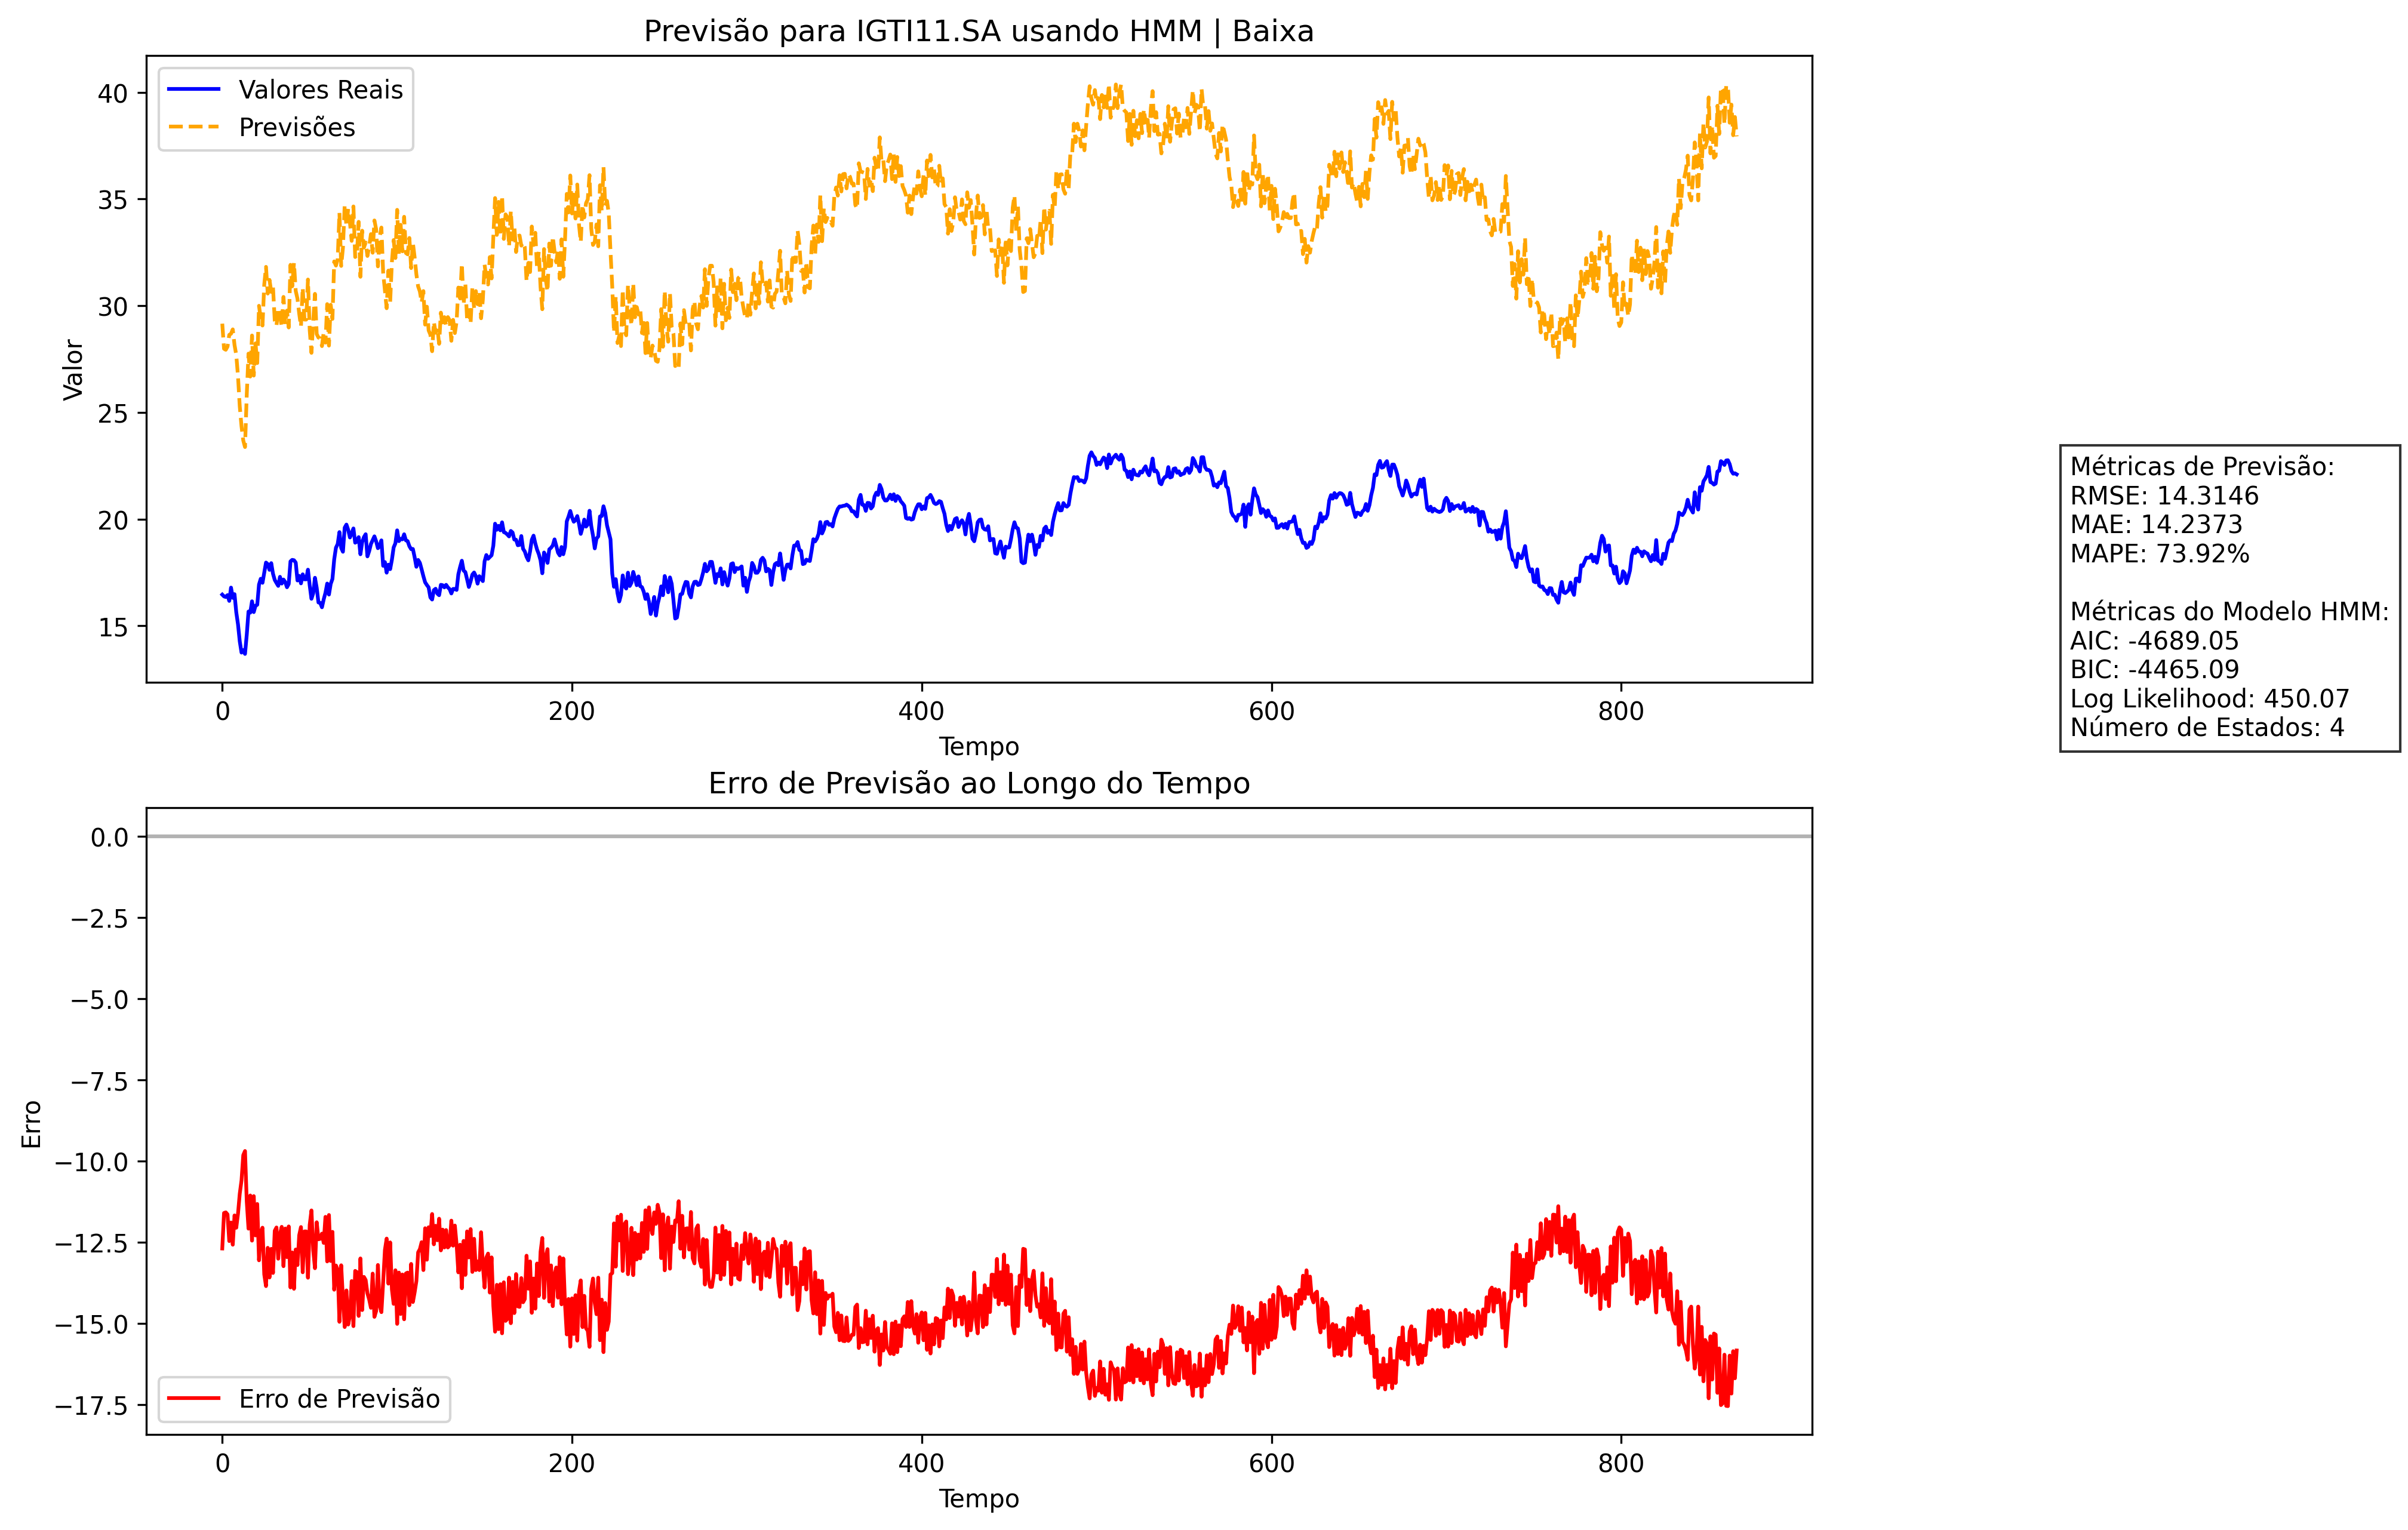 Previsão para IGTI11.SA usando HMM | Baixa
Valores Reais
Previsões
40
35
30
25
20
15
Valor
0
200
400
600
800
Tempo
Métricas de Previsão:
RMSE: 14.3146
MAE: 14.2373
MAPE: 73.92%
Métricas do Modelo HMM:
AIC: -4689.05
BIC: -4465.09
Log Likelihood: 450.07
Número de Estados: 4
Erro de Previsão ao Longo do Tempo
0.0
−2.5
−5.0
−7.5
−10.0
−12.5
−15.0
−17.5
Erro
Erro de Previsão
0
200
400
600
800
Tempo